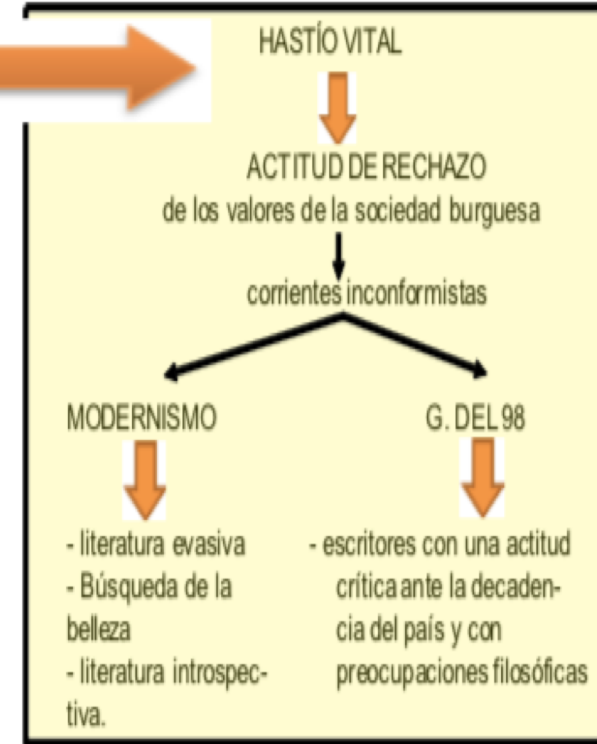 HASTÍO VITAL
ACTITUD DE RECHAZO
de los valores de la sociedad burguesa
corrientes inconformistas
MODERNISMO
- literatura evasiva
- Búsqueda de la
belleza
- literatura introspec-
tiva.
G. DEL 98
- escritores con una actitud
crítica ante la decaden-
cia del país y con
preocupaciones filosóficas